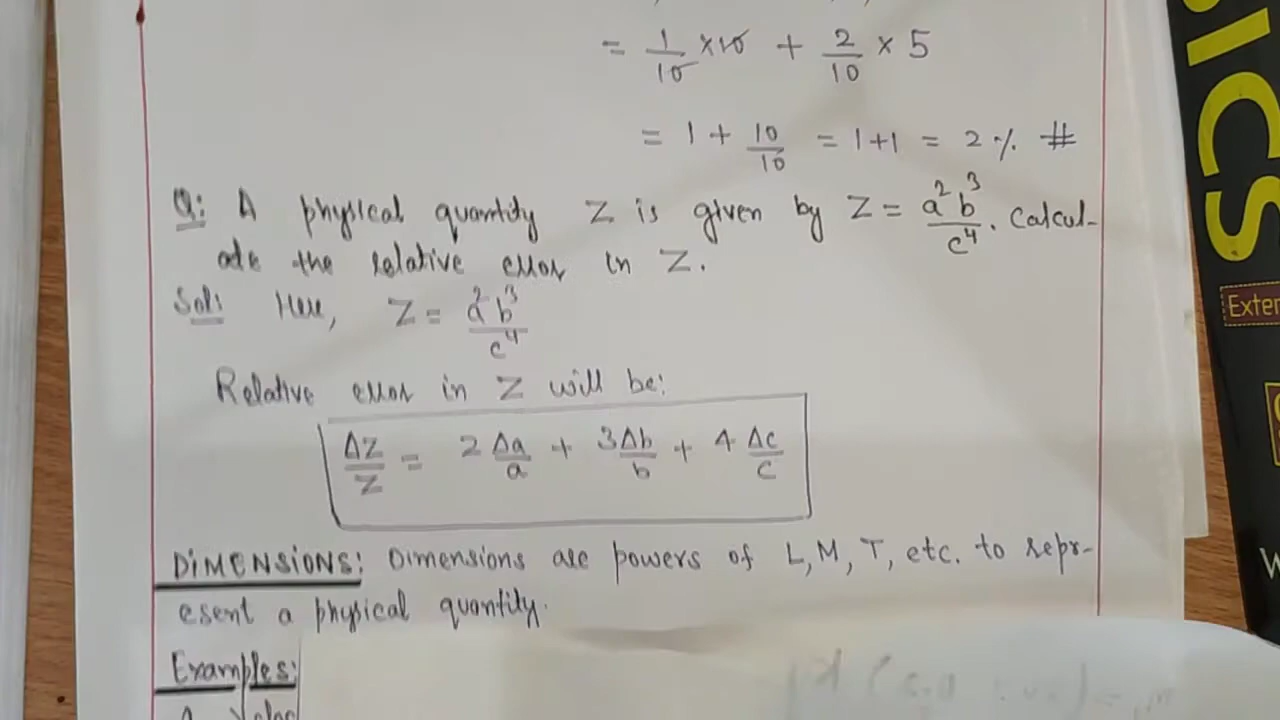 = 1/10 × 10 + 2/10 × 5
= 1 + 10/10 = 1+1 = 2 % #
Q: A physical quantity Z is given by Z = a²b³/c⁴. Calcul-
ate the relative error in Z.
Sol: Here, Z = a²b³/c⁴
Relative error in Z will be:
ΔZ/Z = 2 Δa/a + 3Δb/b + 4 Δc/c
DIMENSIONS: Dimensions are powers of L, M, T, etc. to repr-
esent a physical quantity.
Examples:
SICS
Exter